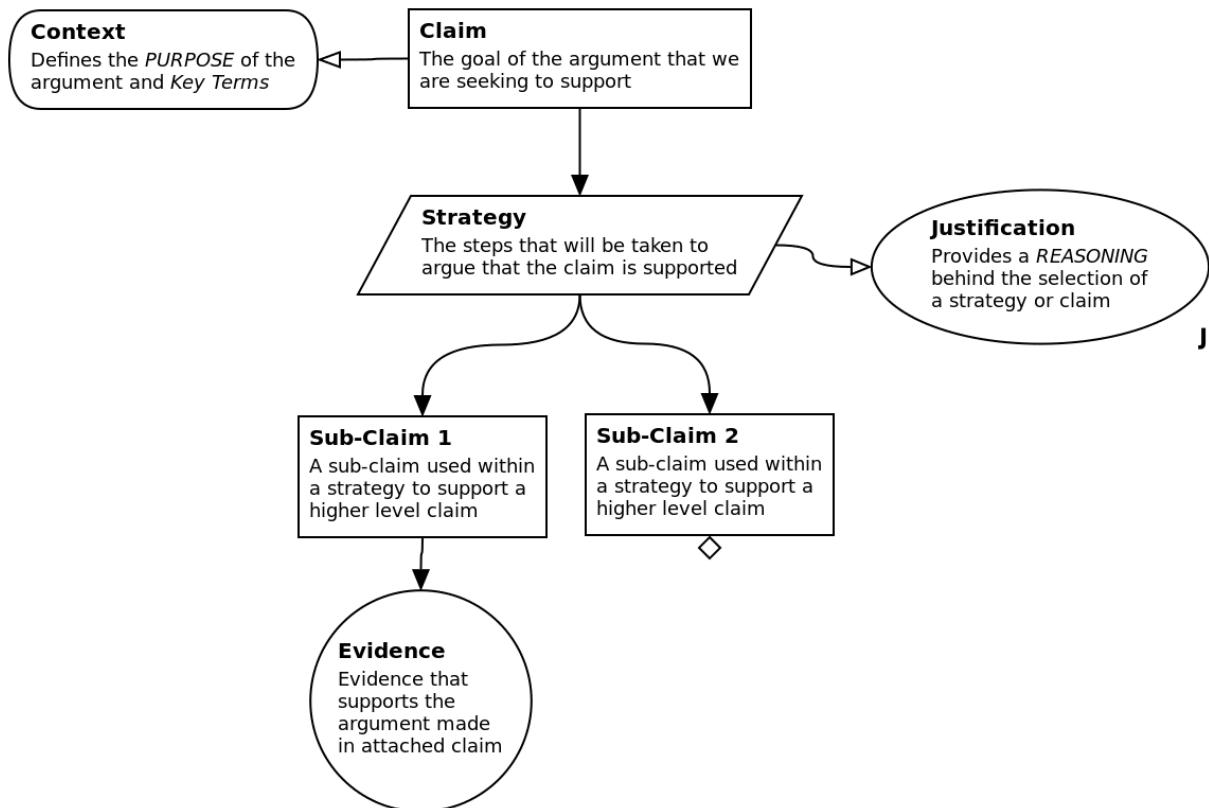 Context
Defines the PURPOSE of the
argument and Key Terms
Claim
The goal of the argument that we
are seeking to support
Strategy
The steps that will be taken to
argue that the claim is supported
Justification
Provides a REASONING
behind the selection of
a strategy or claim
J
Sub-Claim 1
A sub-claim used within
a strategy to support a
higher level claim
Sub-Claim 2
A sub-claim used within
a strategy to support a
higher level claim
Evidence
Evidence that
supports the
argument made
in attached claim